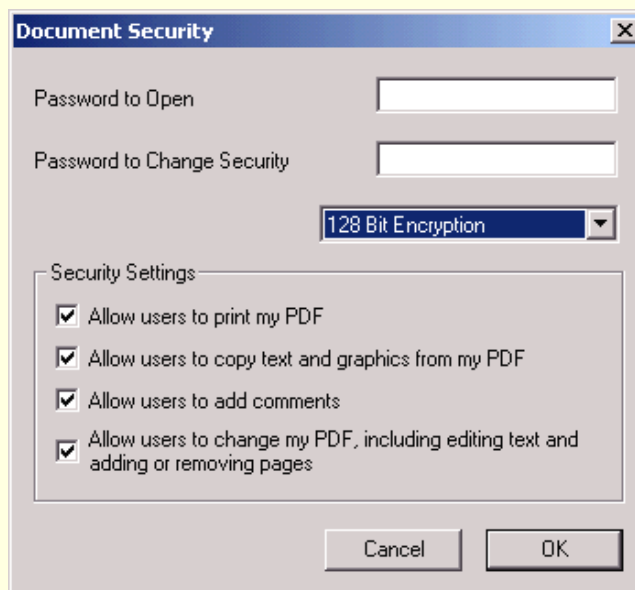 Document Security
Password to Open
Password to Change Security
128 Bit Encryption
Security Settings
Allow users to print my PDF
Allow users to copy text and graphics from my PDF
Allow users to add comments
Allow users to change my PDF, including editing text and
adding or removing pages
Cancel
OK